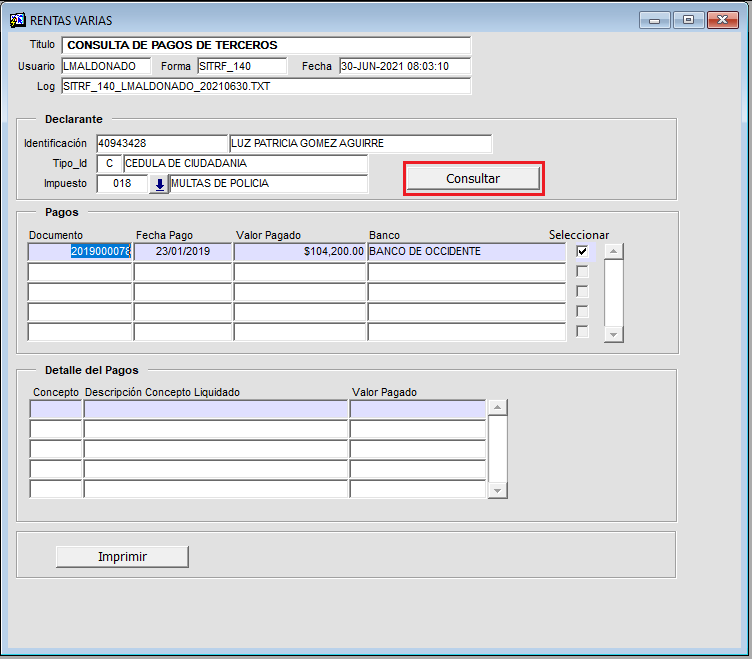 RENTAS VARIAS
Titulo CONSULTA DE PAGOS DE TERCEROS
Usuario LMALDONADO Forma SITRF_140 Fecha 30-JUN-2021 08:03:10
Log SITRF_140_LMALDONADO_20210630.TXT
Declarante
Identificación 40943428 LUZ PATRICIA GOMEZ AGUIRRE
Tipo_Id C CEDULA DE CIUDADANIA
Impuesto 018 MULTAS DE POLICIA
Consultar
Pagos
Documento Fecha Pago Valor Pagado Banco Seleccionar
2019000078 23/01/2019 $104,200.00 BANCO DE OCCIDENTE
Detalle del Pagos
Concepto Descripción Concepto Liquidado Valor Pagado
Imprimir